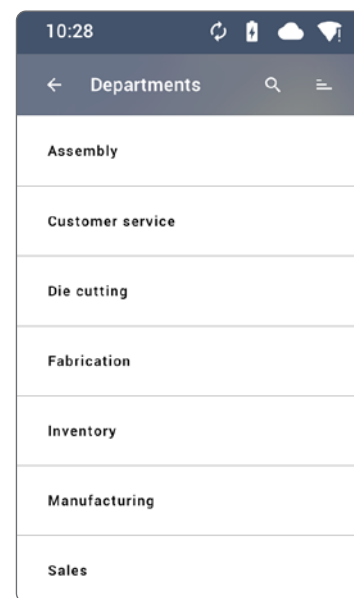 10:28
Departments
Assembly
Customer service
Die cutting
Fabrication
Inventory
Manufacturing
Sales